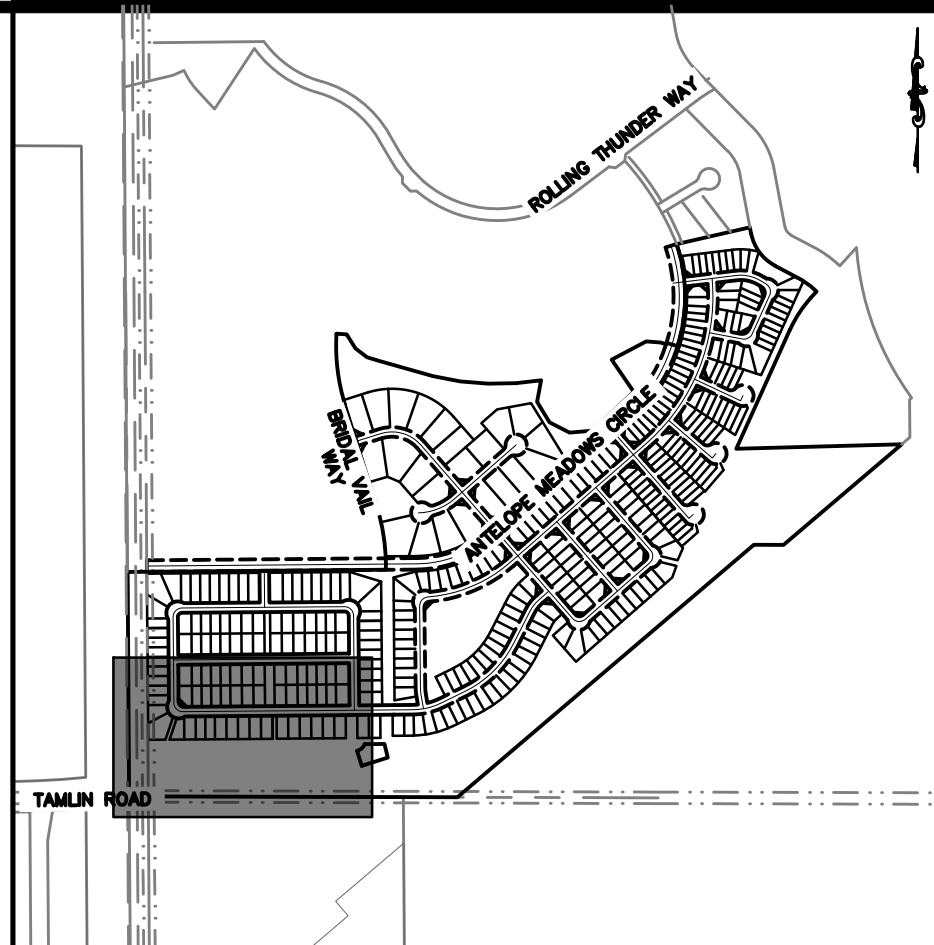 ROLLING THUNDER WAY
BRIDAL VAIL
WAY
ANTELOPE MEADOWS CIRCLE
TAMLIN ROAD